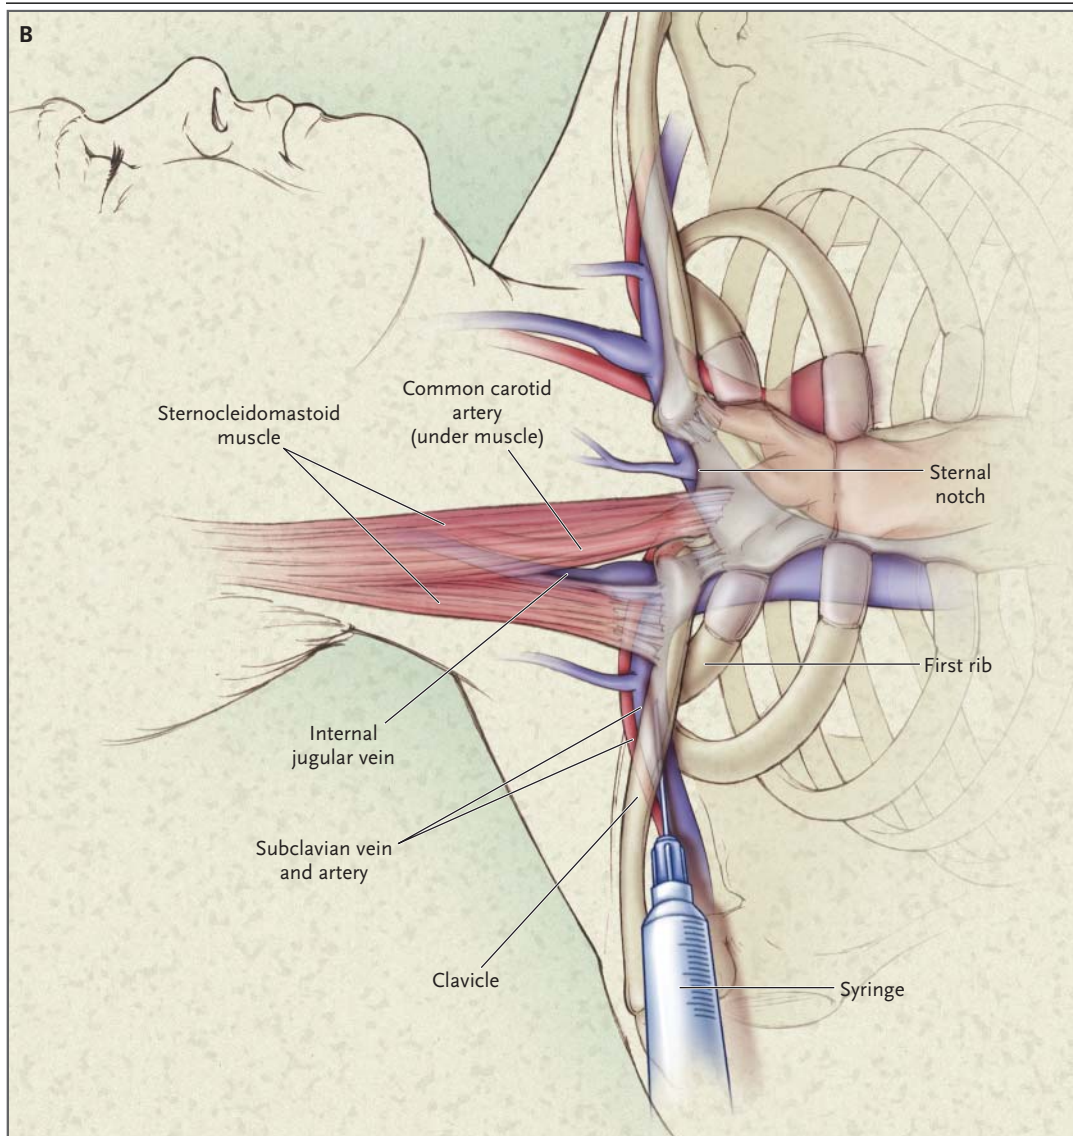 B
Common carotid
artery
(under muscle)
Sternocleidomastoid
muscle
Sternal
notch
First rib
Internal
jugular vein
Subclavian vein
and artery
Clavicle
Syringe